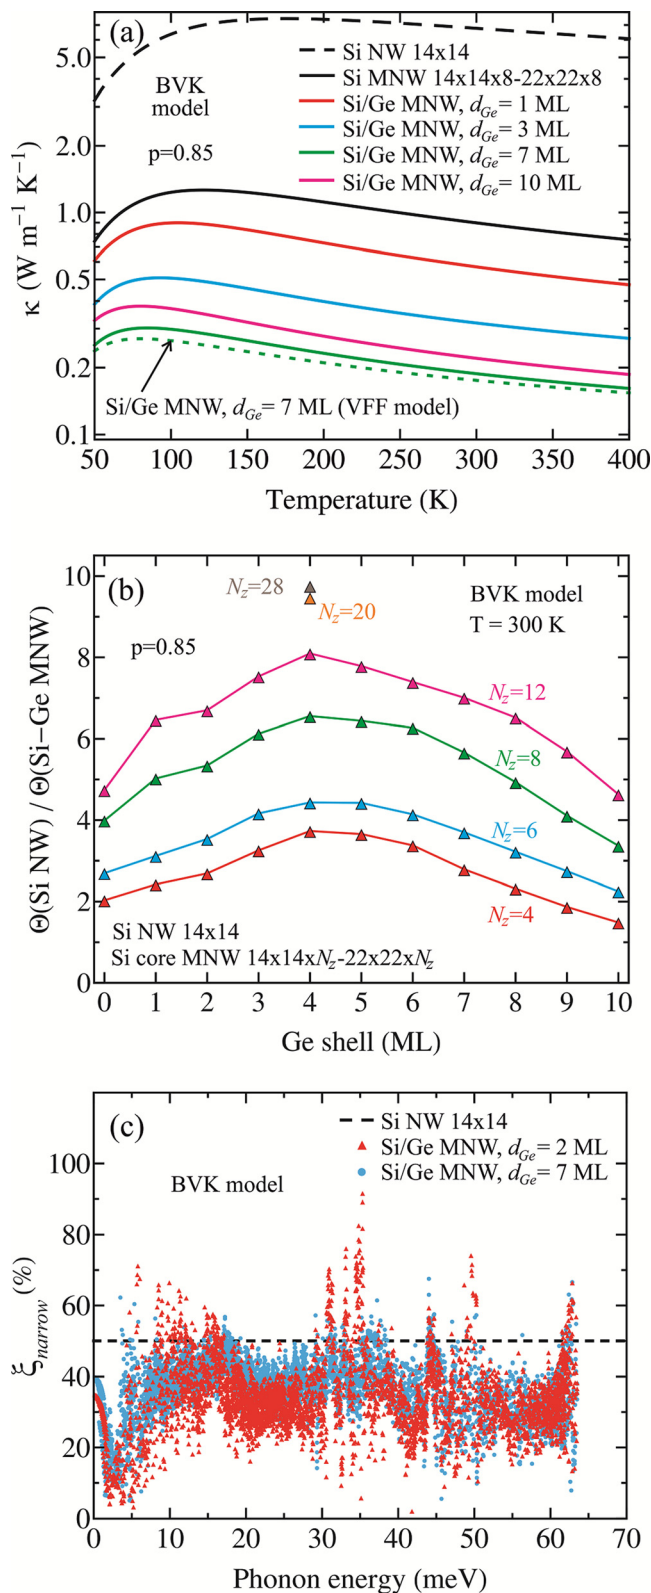 (a)
Si NW 14x14
Si MNW 14x14x8-22x22x8
Si/Ge MNW, dGe= 1 ML
Si/Ge MNW, dGe= 3 ML
Si/Ge MNW, dGe= 7 ML
Si/Ge MNW, dGe= 10 ML
BVK
model
p=0.85
κ (W m−1 K−1)
5.0
2.0
1.0
0.5
0.2
0.1
Si/Ge MNW, dGe= 7 ML (VFF model)
50 100 150 200 250 300 350 400
Temperature (K)
(b)
Nz=28
Nz=20
BVK model
T = 300 K
p=0.85
Nz=12
Nz=8
Nz=6
Nz=4
Θ(Si NW) / Θ(Si−Ge MNW)
10
8
6
4
2
0
Si NW 14x14
Si core MNW 14x14xNz-22x22xNz
0 1 2 3 4 5 6 7 8 9 10
Ge shell (ML)
(c)
Si NW 14x14
Si/Ge MNW, dGe= 2 ML
Si/Ge MNW, dGe= 7 ML
BVK model
ξnarrow (%)
100
80
60
40
20
0
0 10 20 30 40 50 60 70
Phonon energy (meV)